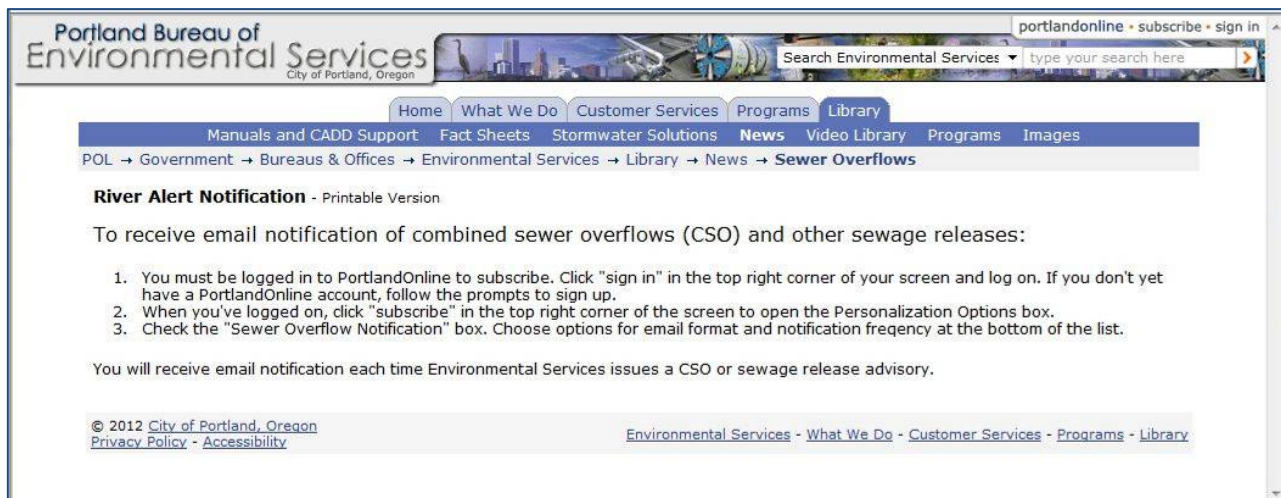 portlandonline • subscribe • sign in
Portland Bureau of
Environmental Services
City of Portland, Oregon
Search Environmental Services
type your search here
Home What We Do Customer Services Programs Library
Manuals and CADD Support Fact Sheets Stormwater Solutions News Video Library Programs Images
POL → Government → Bureaus & Offices → Environmental Services → Library → News → Sewer Overflows
River Alert Notification - Printable Version
To receive email notification of combined sewer overflows (CSO) and other sewage releases:
1. You must be logged in to PortlandOnline to subscribe. Click "sign in" in the top right corner of your screen and log on. If you don't yet
have a PortlandOnline account, follow the prompts to sign up.
2. When you've logged on, click "subscribe" in the top right corner of the screen to open the Personalization Options box.
3. Check the "Sewer Overflow Notification" box. Choose options for email format and notification freqency at the bottom of the list.
You will receive email notification each time Environmental Services issues a CSO or sewage release advisory.
© 2012 City of Portland, Oregon
Privacy Policy - Accessibility
Environmental Services - What We Do - Customer Services - Programs - Library